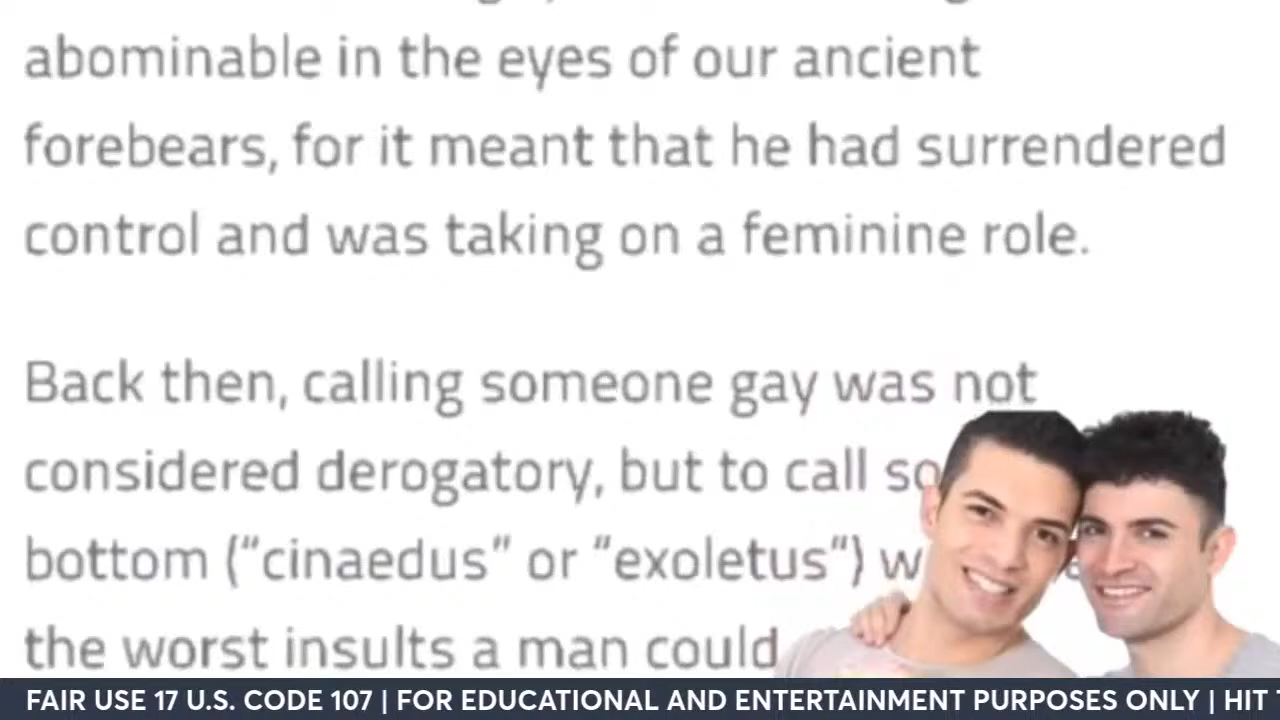 abominable in the eyes of our ancient
forebears, for it meant that he had surrendered
control and was taking on a feminine role.
Back then, calling someone gay was not
considered derogatory, but to call so
bottom (“cinaedus” or “exoletus“) w
the worst insults a man could
FAIR USE 17 U.S. CODE 107 | FOR EDUCATIONAL AND ENTERTAINMENT PURPOSES ONLY | HIT